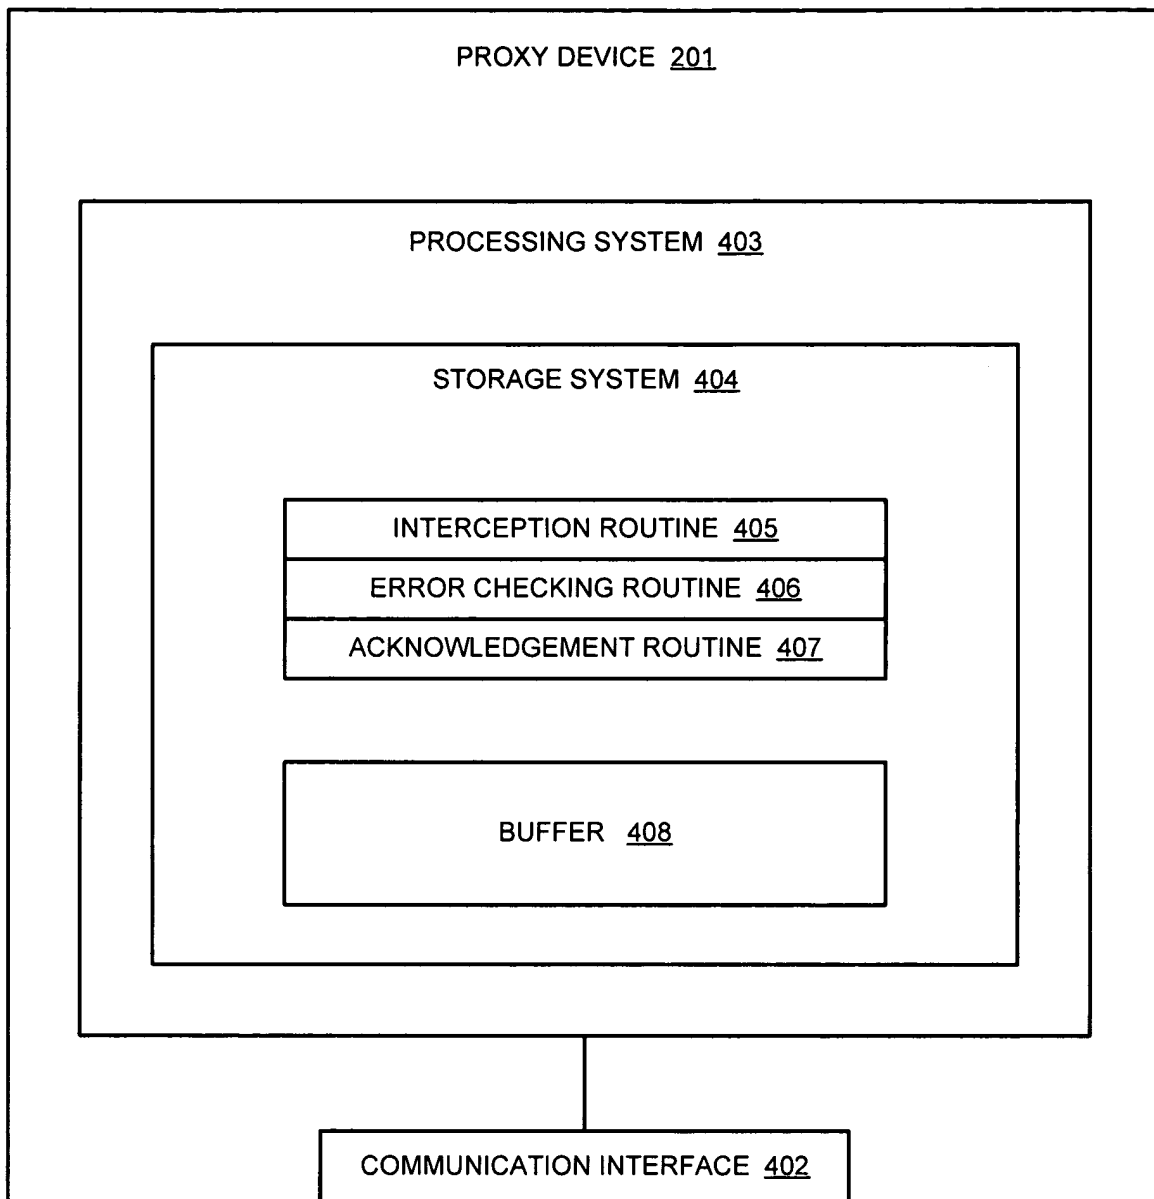 PROXY DEVICE 201
PROCESSING SYSTEM 403
STORAGE SYSTEM 404
INTERCEPTION ROUTINE 405
ERROR CHECKING ROUTINE 406
ACKNOWLEDGEMENT ROUTINE 407
BUFFER 408
COMMUNICATION INTERFACE 402